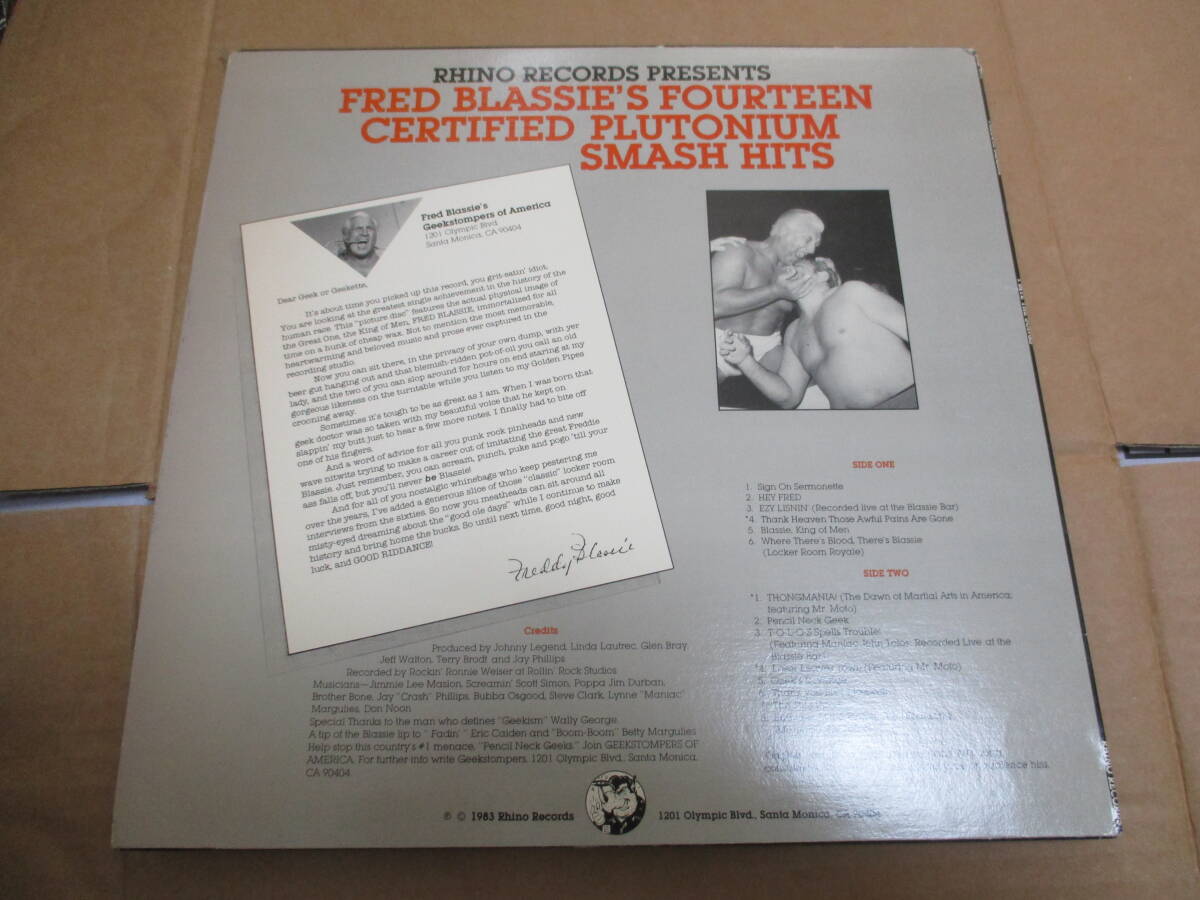 RHINO RECORDS PRESENTS
FRED BLASSIE'S FOURTEEN
CERTIFIED PLUTONIUM
SMASH HITS
Fred Blassie's
Geekstompers of America
1201 Olympic Blvd.
Santa Monica, CA 90404
Dear Geek or Geekette,
It's about time you picked up this record, you grit-eatin' idiot.
You are looking at the greatest single achievement in the history of the
human race. This "picture disc" features the actual physical image of
the Great One, the King of Men, FRED BLASSIE, immortalized for all
time on a hunk of cheap wax. Not to mention the most memorable,
heartwarming and beloved music and prose ever captured in the
recording studio.
Now you can sit there, in the privacy of your own dump, with yer
beer gut hanging out and that blemish-ridden pot-of-oil you call an old
lady, and the two of you can slop around for hours on end staring at my
gorgeous likeness on the turntable while you listen to my Golden Pipes
crooning away.
Sometimes it's tough to be as great as I am. When I was born that
geek doctor was so taken with my beautiful voice that he kept on
slappin' my butt just to hear a few more notes. I finally had to bite off
one of his fingers.
And a word of advice for all you punk rock pinheads and new
wave nitwits trying to make a career out of imitating the great Freddie
Blassie. Just remember, you can scream, punch, puke and pogo 'till your
ass falls off, but you'll never be Blassie!
And for all of you nostalgic whinebags who keep pestering me
over the years, I've added a generous slice of those "classic" locker room
interviews from the sixties. So now you meatheads can sit around all
misty-eyed dreaming about the "good ole days" while I continue to make
history and bring home the bucks. So until next time, good night, good
luck, and GOOD RIDDANCE!
Freddy Blassie
SIDE ONE
1. Sign On Sermonette
2. HEY FRED
3. EZY LISNIN' (Recorded live at the Blassie Bar)
*4. Thank Heaven Those Awful Pains Are Gone
5. Blassie, King of Men
6. Where There's Blood, There's Blassie
(Locker Room Royale)
SIDE TWO
*1. THONGMANIA! (The Dawn of Martial Arts in America;
featuring Mr. Moto)
2. Pencil Neck Geek
3. T-O-L-O-S Spells Trouble!
(Featuring Maniac John Tolos; Recorded Live at the
Blassie Bar)
*4. (Featuring Mr. Moto)
5.
6.
Credits
Produced by Johnny Legend, Linda Lautrec, Glen Bray,
Jeff Walton, Terry Brodt and Jay Phillips
Recorded by Rockin' Ronnie Weiser at Rollin' Rock Studios
Musicians—Jimmie Lee Maslon, Screamin' Scott Simon, Poppa Jim Durban,
Brother Bone, Jay "Crash" Phillips, Bubba Osgood, Steve Clark, Lynne "Maniac"
Margulies, Don Noon
Special Thanks to the man who defines "Geekism" Wally George.
A tip of the Blassie lip to "Fadin'" Eric Caiden and "Boom-Boom" Betty Margulies
Help stop this country's #1 menace, "Pencil Neck Geeks." Join GEEKSTOMPERS OF
AMERICA. For further info write Geekstompers, 1201 Olympic Blvd., Santa Monica,
CA 90404
℗ © 1983 Rhino Records
1201 Olympic Blvd., Santa Monica, CA 90404